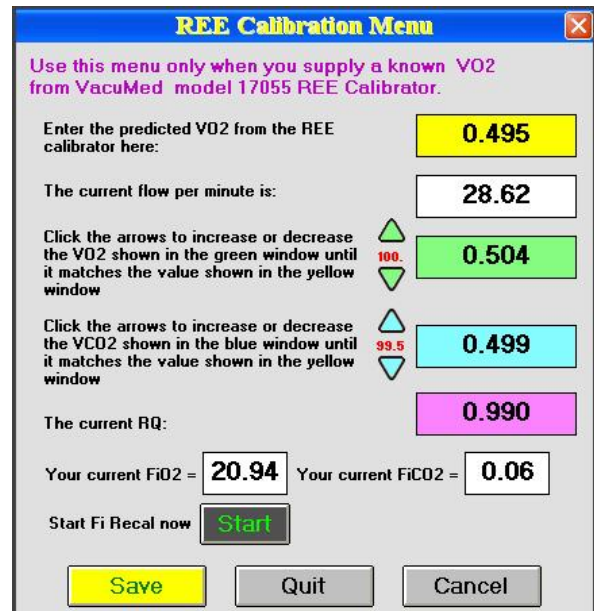 REE Calibration Menu
Use this menu only when you supply a known VO2
from VacuMed model 17055 REE Calibrator.
Enter the predicted VO2 from the REE
calibrator here:
0.495
The current flow per minute is:
28.62
Click the arrows to increase or decrease
the VO2 shown in the green window until
it matches the value shown in the yellow
window
100.
0.504
Click the arrows to increase or decrease
the VCO2 shown in the blue window until
it matches the value shown in the yellow
window
99.5
0.499
The current RQ:
0.990
Your current FiO2 = 20.94 Your current FiCO2 = 0.06
Start Fi Recal now Start
Save Quit Cancel